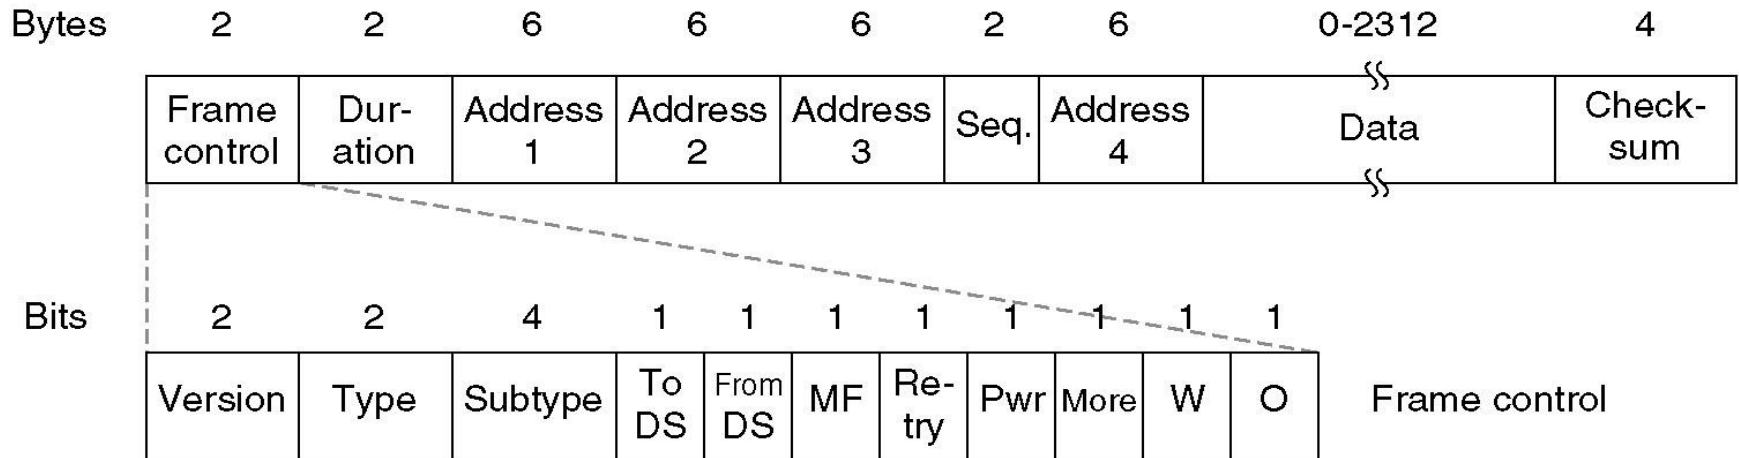 Bytes 2 2 6 6 6 2 6 0-2312 4
Frame control Dur-ation Address 1 Address 2 Address 3 Seq. Address 4 Data Check-sum
Bits 2 2 4 1 1 1 1 1 1 1 1
Version Type Subtype To DS From DS MF Re-try Pwr More W O Frame control